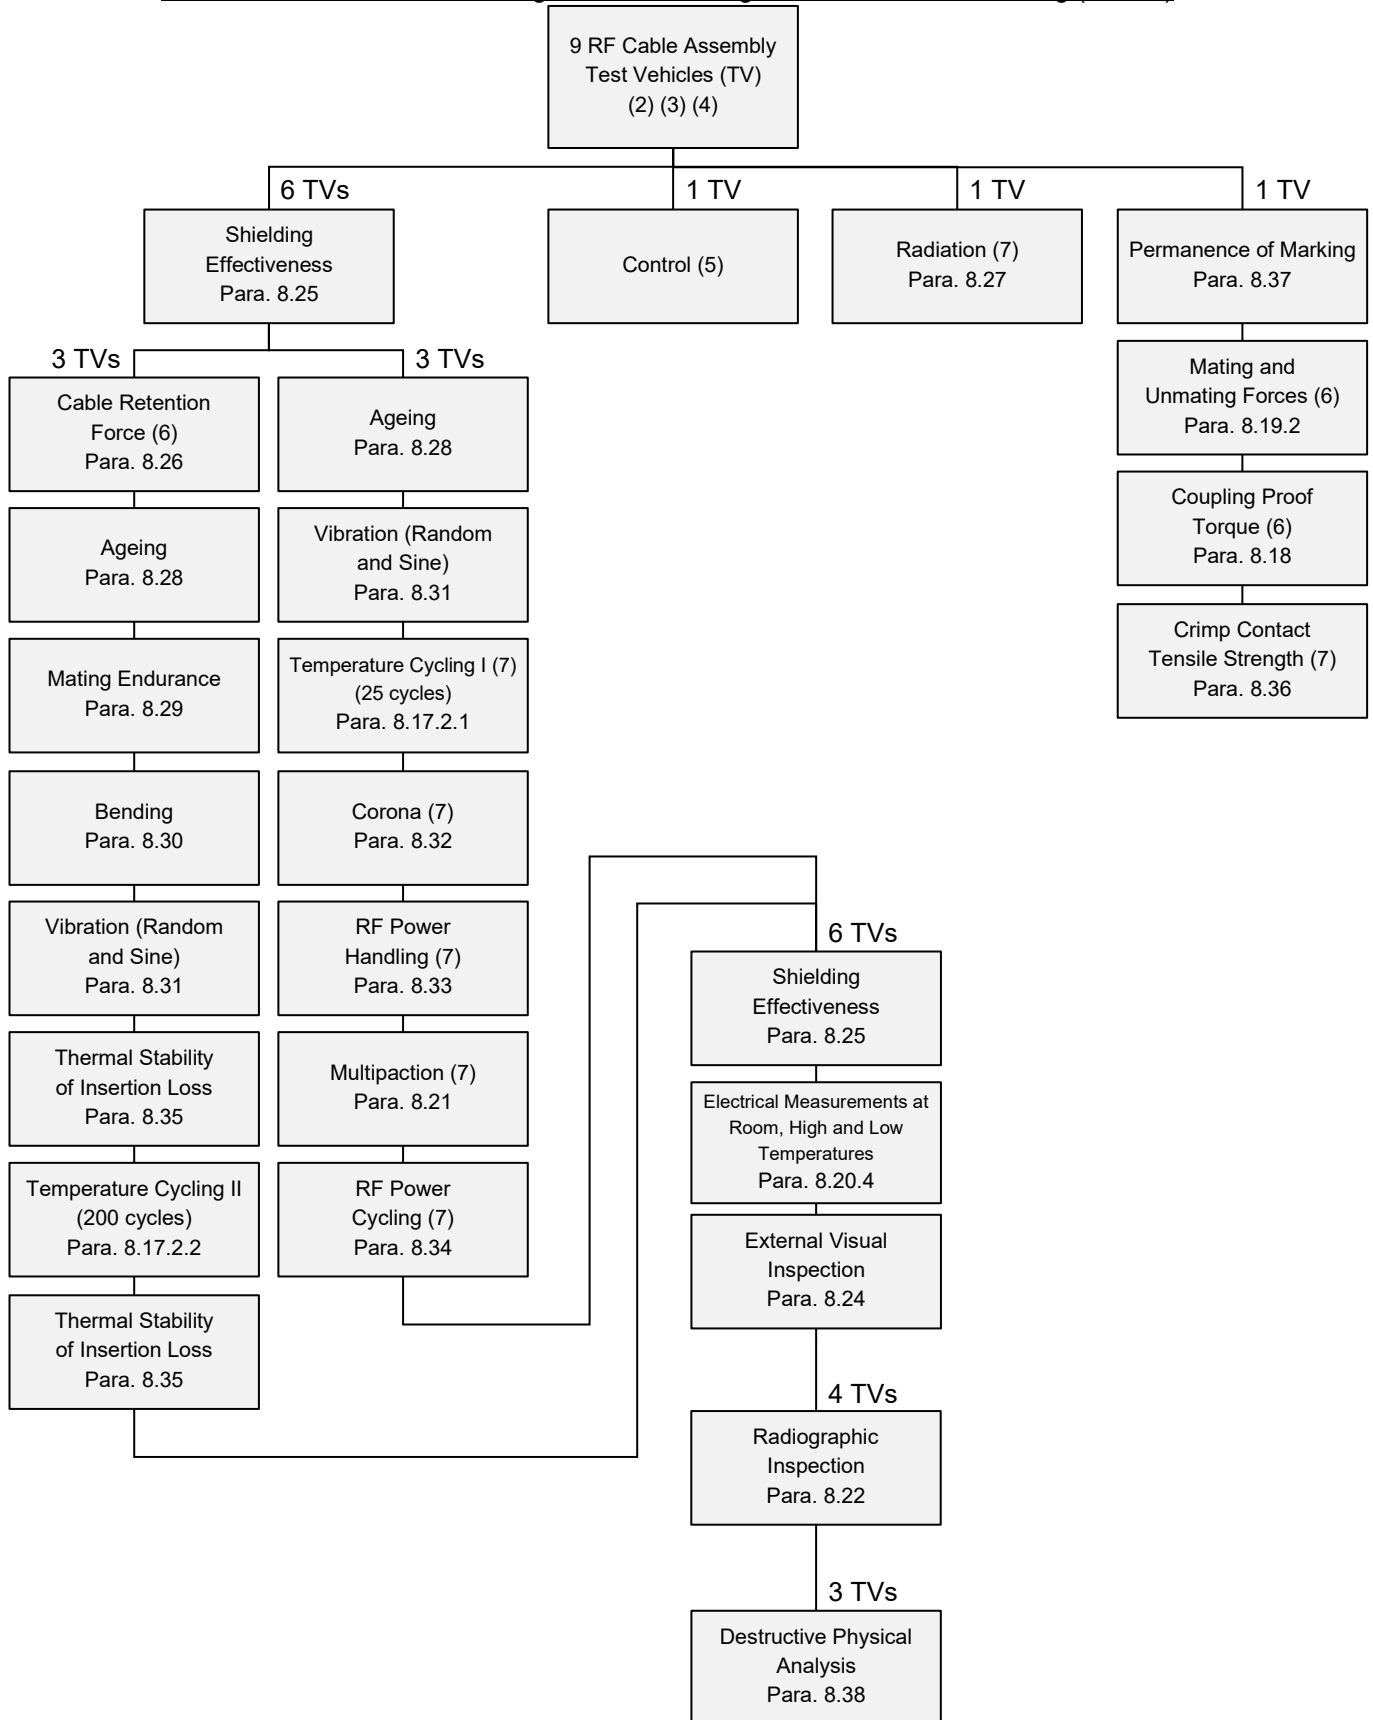 9 RF Cable Assembly
Test Vehicles (TV)
(2) (3) (4)
6 TVs
Shielding
Effectiveness
Para. 8.25
1 TV
Control (5)
1 TV
Radiation (7)
Para. 8.27
1 TV
Permanence of Marking
Para. 8.37
Mating and
Unmating Forces (6)
Para. 8.19.2
Coupling Proof
Torque (6)
Para. 8.18
Crimp Contact
Tensile Strength (7)
Para. 8.36
3 TVs
Cable Retention
Force (6)
Para. 8.26
Ageing
Para. 8.28
Mating Endurance
Para. 8.29
Bending
Para. 8.30
Vibration (Random
and Sine)
Para. 8.31
Thermal Stability
of Insertion Loss
Para. 8.35
Temperature Cycling II
(200 cycles)
Para. 8.17.2.2
Thermal Stability
of Insertion Loss
Para. 8.35
3 TVs
Ageing
Para. 8.28
Vibration (Random
and Sine)
Para. 8.31
Temperature Cycling I (7)
(25 cycles)
Para. 8.17.2.1
Corona (7)
Para. 8.32
RF Power
Handling (7)
Para. 8.33
Multipaction (7)
Para. 8.21
RF Power
Cycling (7)
Para. 8.34
6 TVs
Shielding
Effectiveness
Para. 8.25
Electrical Measurements at
Room, High and Low
Temperatures
Para. 8.20.4
External Visual
Inspection
Para. 8.24
4 TVs
Radiographic
Inspection
Para. 8.22
3 TVs
Destructive Physical
Analysis
Para. 8.38